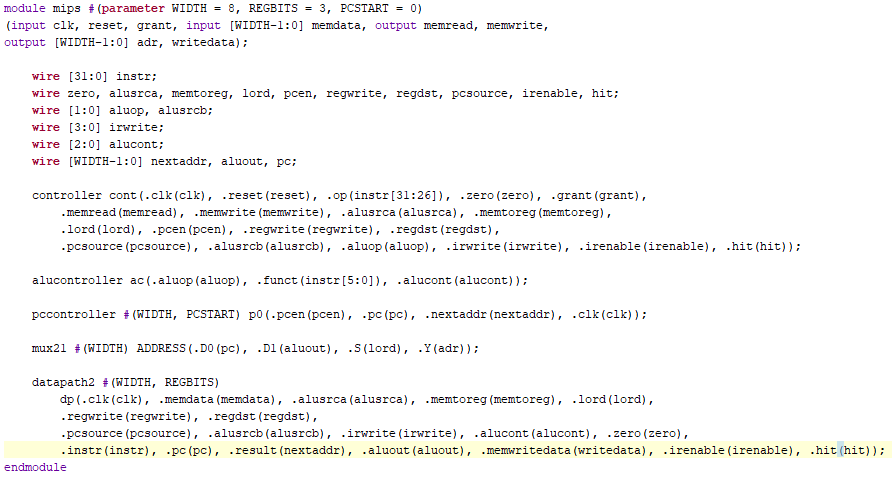 module mips #(parameter WIDTH = 8, REGBITS = 3, PCSTART = 0)
(input clk, reset, grant, input [WIDTH-1:0] memdata, output memread, memwrite,
output [WIDTH-1:0] adr, writedata);
wire [31:0] instr;
wire zero, alusrca, memtoreg, lord, pcen, regwrite, regdst, pcsource, irenable, hit;
wire [1:0] aluop, alusrcb;
wire [3:0] irwrite;
wire [2:0] alucont;
wire [WIDTH-1:0] nextaddr, aluout, pc;
controller cont(.clk(clk), .reset(reset), .op(instr[31:26]), .zero(zero), .grant(grant),
.memread(memread), .memwrite(memwrite), .alusrca(alusrca), .memtoreg(memtoreg),
.lord(lord), .pcen(pcen), .regwrite(regwrite), .regdst(regdst),
.pcsource(pcsource), .alusrcb(alusrcb), .aluop(aluop), .irwrite(irwrite), .irenable(irenable), .hit(hit));
alucontroller ac(.aluop(aluop), .funct(instr[5:0]), .alucont(alucont));
pccontroller #(WIDTH, PCSTART) p0(.pcen(pcen), .pc(pc), .nextaddr(nextaddr), .clk(clk));
mux21 #(WIDTH) ADDRESS(.D0(pc), .D1(aluout), .S(lord), .Y(adr));
datapath2 #(WIDTH, REGBITS)
dp(.clk(clk), .memdata(memdata), .alusrca(alusrca), .memtoreg(memtoreg), .lord(lord),
.regwrite(regwrite), .regdst(regdst),
.pcsource(pcsource), .alusrcb(alusrcb), .irwrite(irwrite), .alucont(alucont), .zero(zero),
.instr(instr), .pc(pc), .result(nextaddr), .aluout(aluout), .memwritedata(writedata), .irenable(irenable), .hit(hit));
endmodule